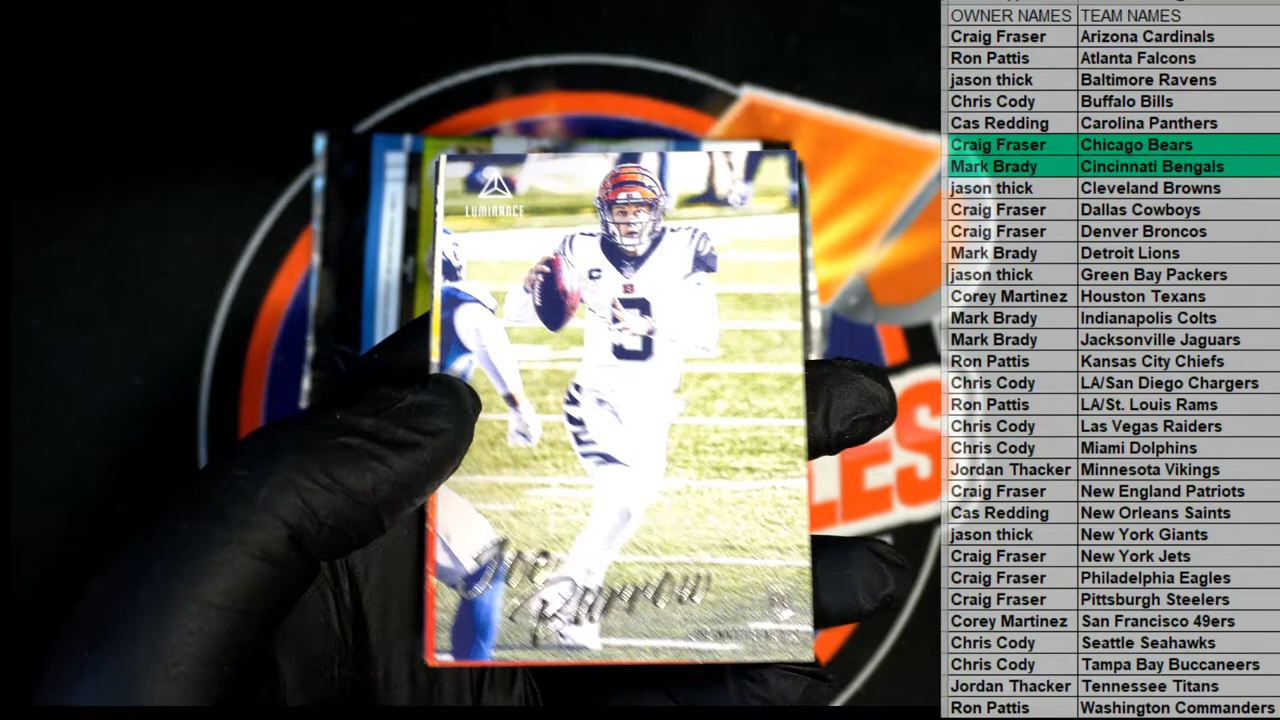 LUMINANCE
9
C
Joe
Burrow
LES
OWNER NAMES TEAM NAMES
Craig Fraser Arizona Cardinals
Ron Pattis Atlanta Falcons
jason thick Baltimore Ravens
Chris Cody Buffalo Bills
Cas Redding Carolina Panthers
Craig Fraser Chicago Bears
Mark Brady Cincinnati Bengals
jason thick Cleveland Browns
Craig Fraser Dallas Cowboys
Craig Fraser Denver Broncos
Mark Brady Detroit Lions
jason thick Green Bay Packers
Corey Martinez Houston Texans
Mark Brady Indianapolis Colts
Mark Brady Jacksonville Jaguars
Ron Pattis Kansas City Chiefs
Chris Cody LA/San Diego Chargers
Ron Pattis LA/St. Louis Rams
Chris Cody Las Vegas Raiders
Chris Cody Miami Dolphins
Jordan Thacker Minnesota Vikings
Craig Fraser New England Patriots
Cas Redding New Orleans Saints
jason thick New York Giants
Craig Fraser New York Jets
Craig Fraser Philadelphia Eagles
Craig Fraser Pittsburgh Steelers
Corey Martinez San Francisco 49ers
Chris Cody Seattle Seahawks
Chris Cody Tampa Bay Buccaneers
Jordan Thacker Tennessee Titans
Ron Pattis Washington Commanders